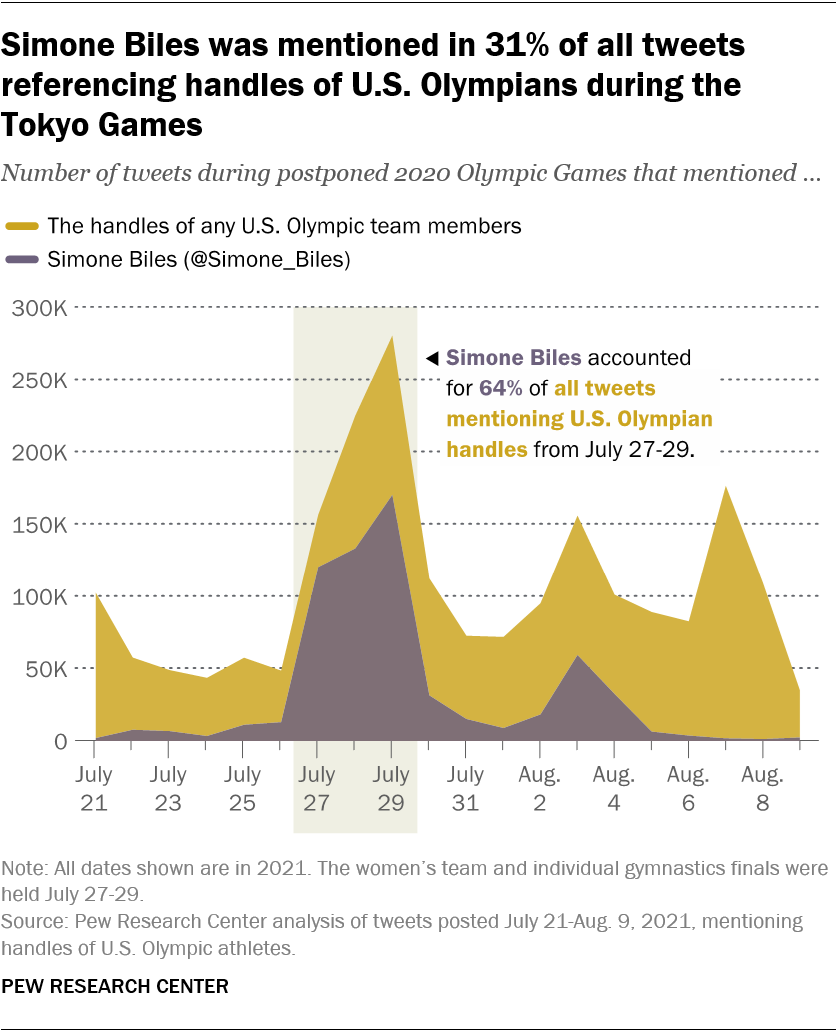 Simone Biles was mentioned in 31% of all tweets
referencing handles of U.S. Olympians during the
Tokyo Games
Number of tweets during postponed 2020 Olympic Games that mentioned ...
The handles of any U.S. Olympic team members
Simone Biles (@Simone_Biles)
300K
250K
200K
150K
100K
50K
0
◀ Simone Biles accounted
for 64% of all tweets
mentioning U.S. Olympian
handles from July 27-29.
July 21
July 23
July 25
July 27
July 29
July 31
Aug. 2
Aug. 4
Aug. 6
Aug. 8
Note: All dates shown are in 2021. The women’s team and individual gymnastics finals were
held July 27-29.
Source: Pew Research Center analysis of tweets posted July 21-Aug. 9, 2021, mentioning
handles of U.S. Olympic athletes.
PEW RESEARCH CENTER